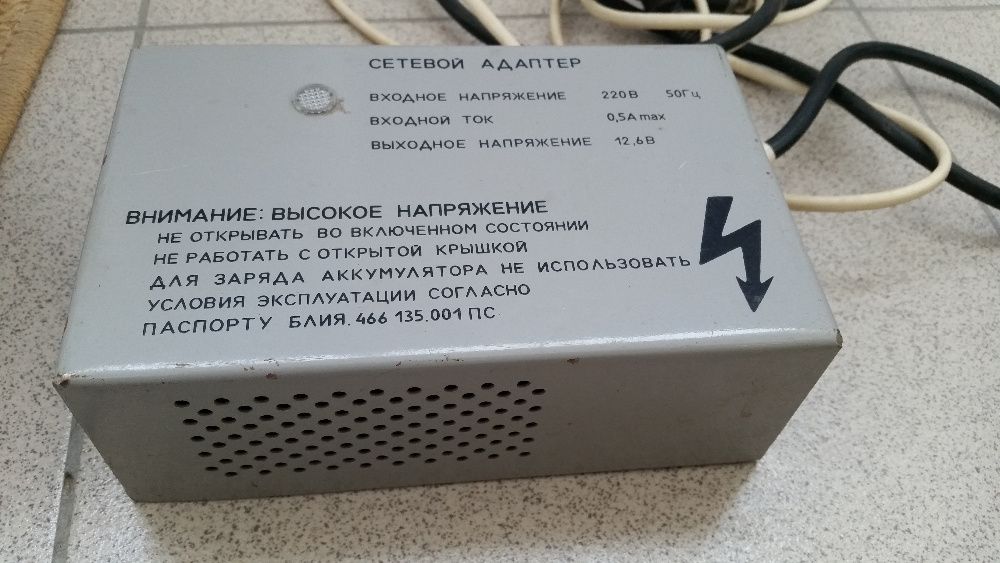 СЕТЕВОЙ АДАПТЕР
ВХОДНОЕ НАПРЯЖЕНИЕ 220В 50Гц
ВХОДНОЙ ТОК 0,5А max
ВЫХОДНОЕ НАПРЯЖЕНИЕ 12,6В
ВНИМАНИЕ: ВЫСОКОЕ НАПРЯЖЕНИЕ
НЕ ОТКРЫВАТЬ ВО ВКЛЮЧЕННОМ СОСТОЯНИИ
НЕ РАБОТАТЬ С ОТКРЫТОЙ КРЫШКОЙ
ДЛЯ ЗАРЯДА АККУМУЛЯТОРА НЕ ИСПОЛЬЗОВАТЬ
УСЛОВИЯ ЭКСПЛУАТАЦИИ СОГЛАСНО
ПАСПОРТУ БЛИЯ.466 135.001 ПС